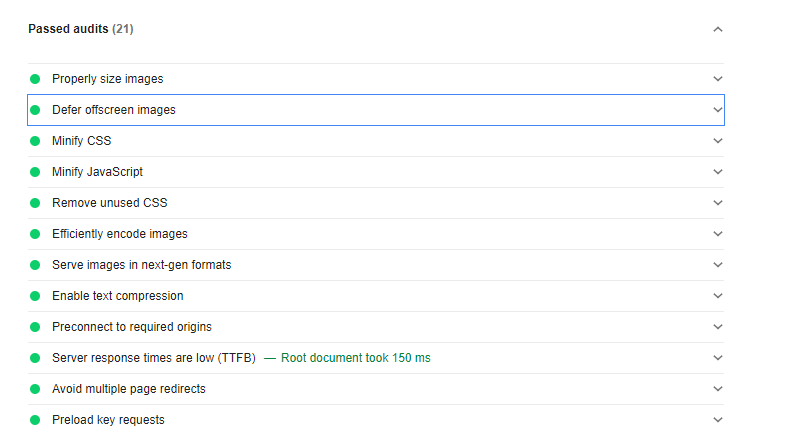 Passed audits (21)
Properly size images
Defer offscreen images
Minify CSS
Minify JavaScript
Remove unused CSS
Efficiently encode images
Serve images in next-gen formats
Enable text compression
Preconnect to required origins
Server response times are low (TTFB) — Root document took 150 ms
Avoid multiple page redirects
Preload key requests